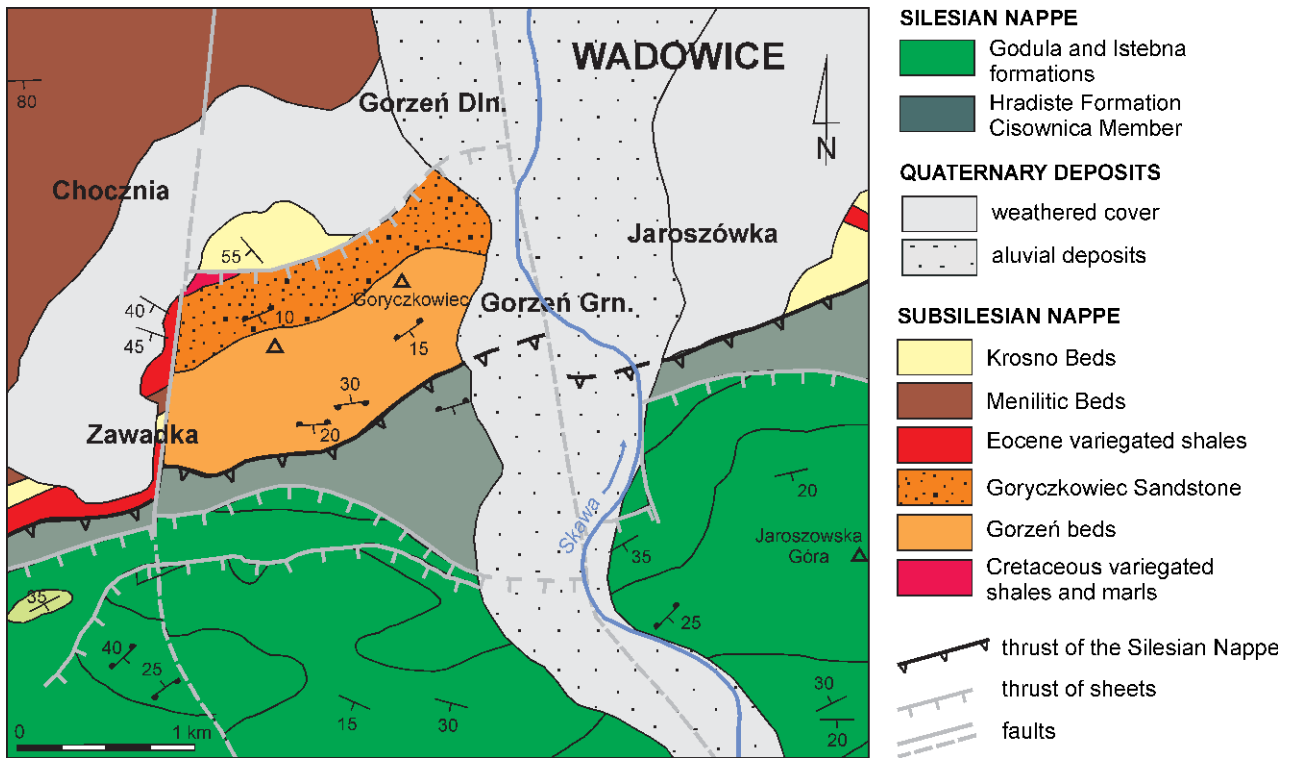 WADOWICE
Gorzeń Dln.
80
N
Chocznia
Jaroszówka
55
40
10
Goryczkowiec
Gorzeń Grn.
45
15
30
Zawadka
20
Skawa
20
35
Jaroszowska
Góra
35
25
40
25
30
15
30
20
0
1 km
SILESIAN NAPPE
Godula and Istebna
formations
Hradiste Formation
Cisownica Member
QUATERNARY DEPOSITS
weathered cover
aluvial deposits
SUBSILESIAN NAPPE
Krosno Beds
Menilitic Beds
Eocene variegated shales
Goryczkowiec Sandstone
Gorzeń beds
Cretaceous variegated
shales and marls
thrust of the Silesian Nappe
thrust of sheets
faults